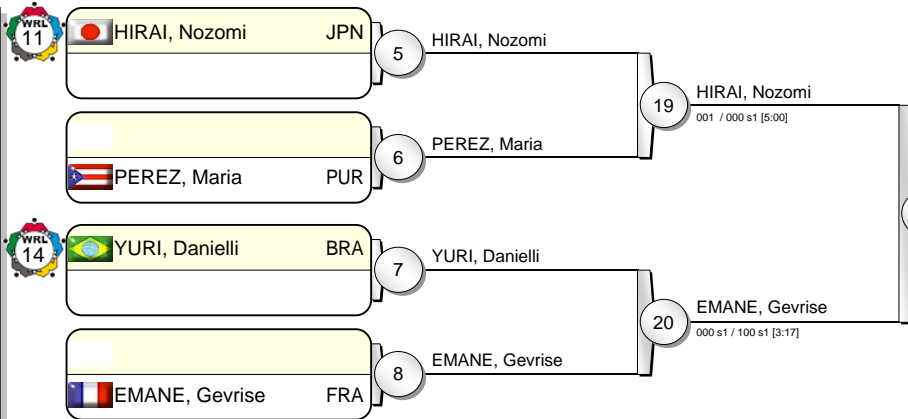 WRL
11
HIRAI, Nozomi JPN
5
HIRAI, Nozomi
19
HIRAI, Nozomi
001 / 000 s1 [5:00]
PEREZ, Maria PUR
6
PEREZ, Maria
WRL
14
YURI, Danielli BRA
7
YURI, Danielli
20
EMANE, Gevrise
000 s1 / 100 s1 [3:17]
EMANE, Gevrise FRA
8
EMANE, Gevrise